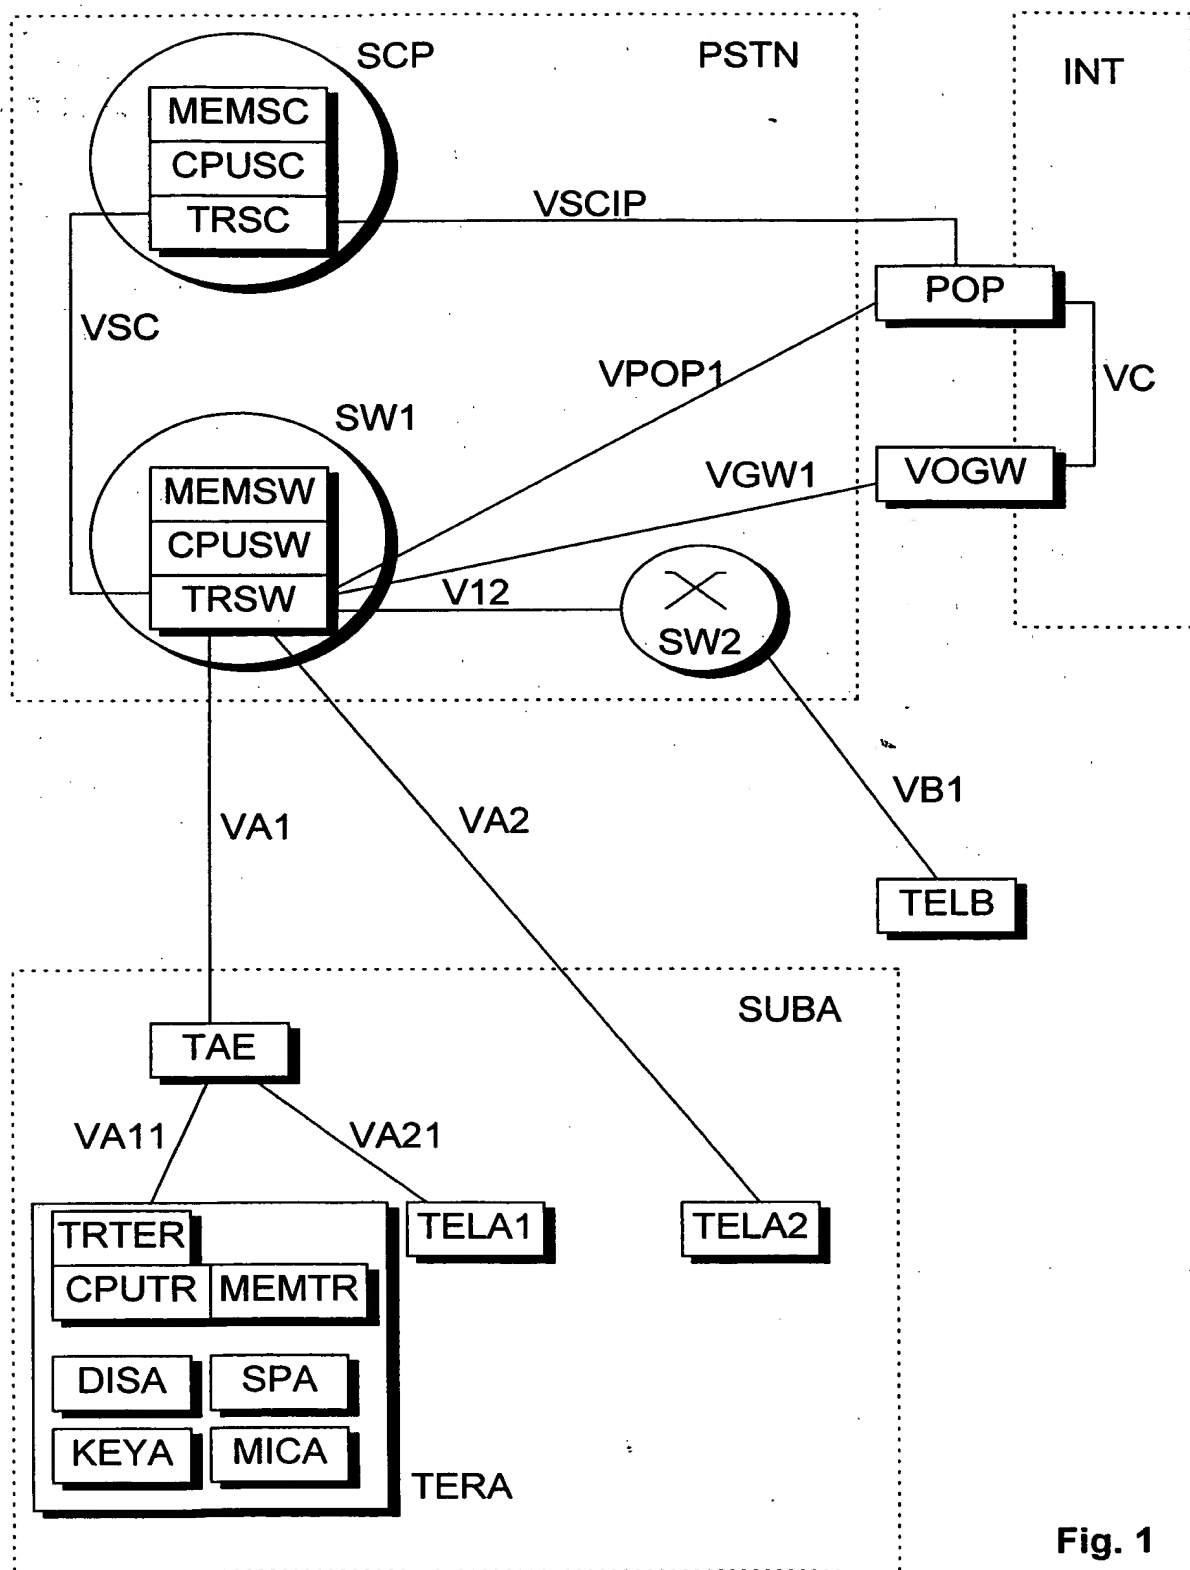 SCP
PSTN
INT
MEMSC
CPUSC
TRSC
VSCIP
POP
VSC
VPOP1
VC
SW1
VGW1
VOGW
MEMSW
CPUSW
TRSW
V12
SW2
VA1
VA2
VB1
TELB
SUBA
TAE
VA11
VA21
TRTER
TELA1
TELA2
CPUTR
MEMTR
DISA
SPA
KEYA
MICA
TERA
Fig. 1